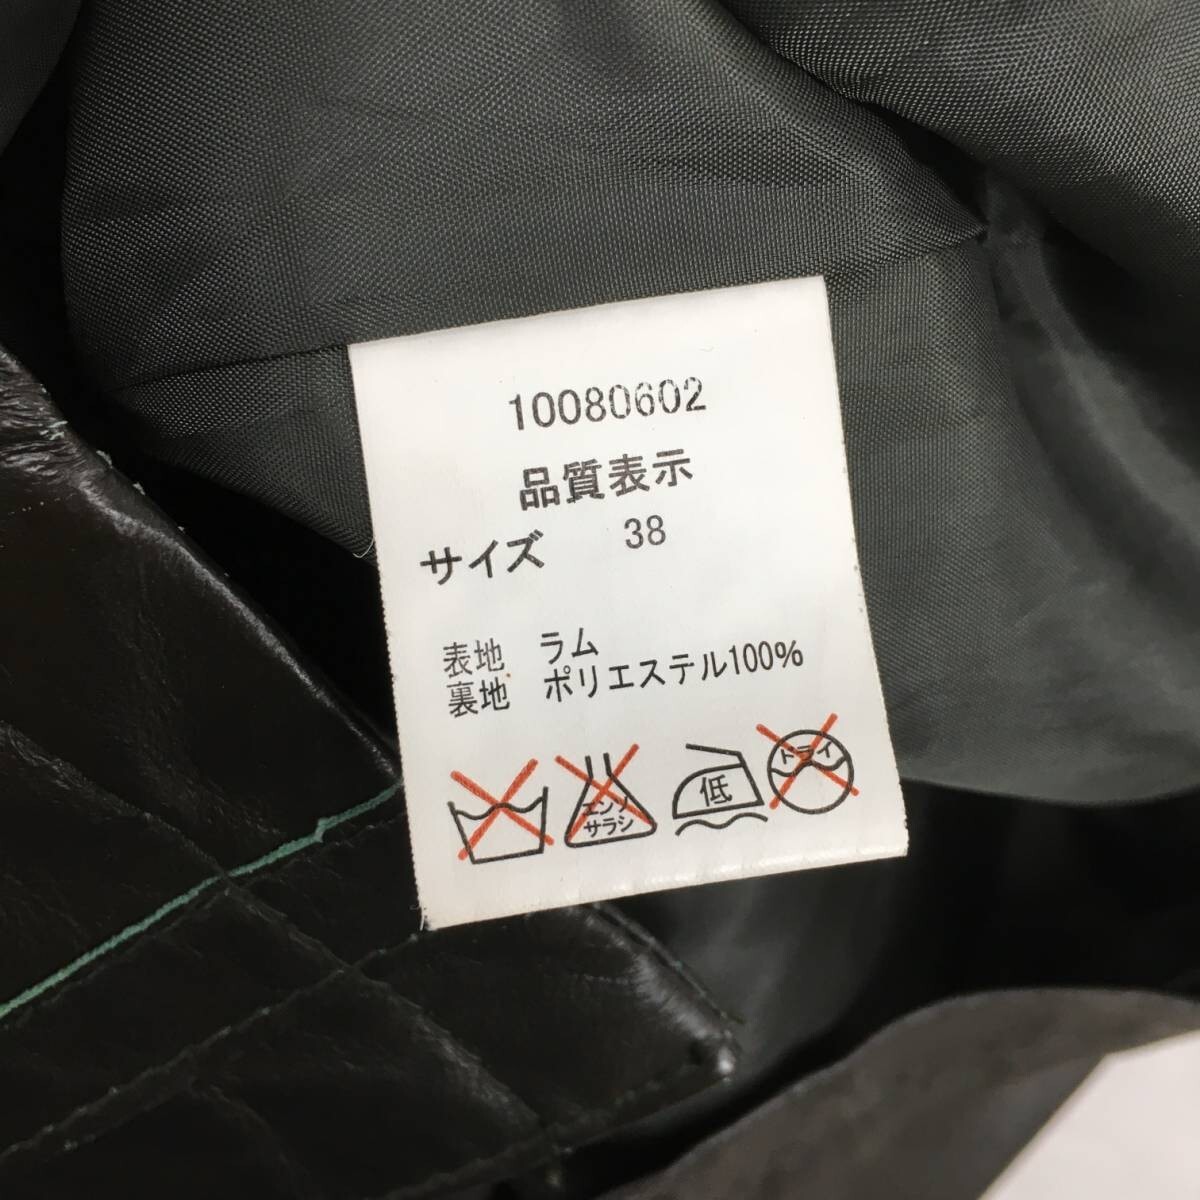 10080602
品質表示
サイズ 38
表地 ラム
裏地 ポリエステル100%
エンソ
サラシ
低
ドライ